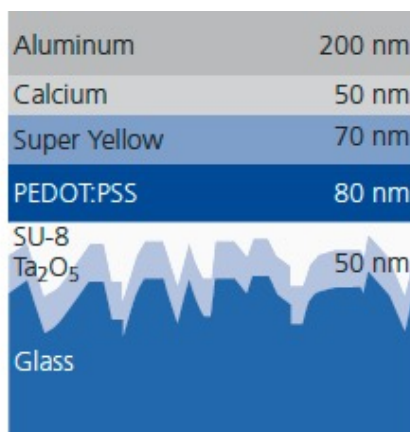 Aluminum 200 nm
Calcium 50 nm
Super Yellow 70 nm
PEDOT:PSS 80 nm
SU-8
Ta₂O₅ 50 nm
Glass